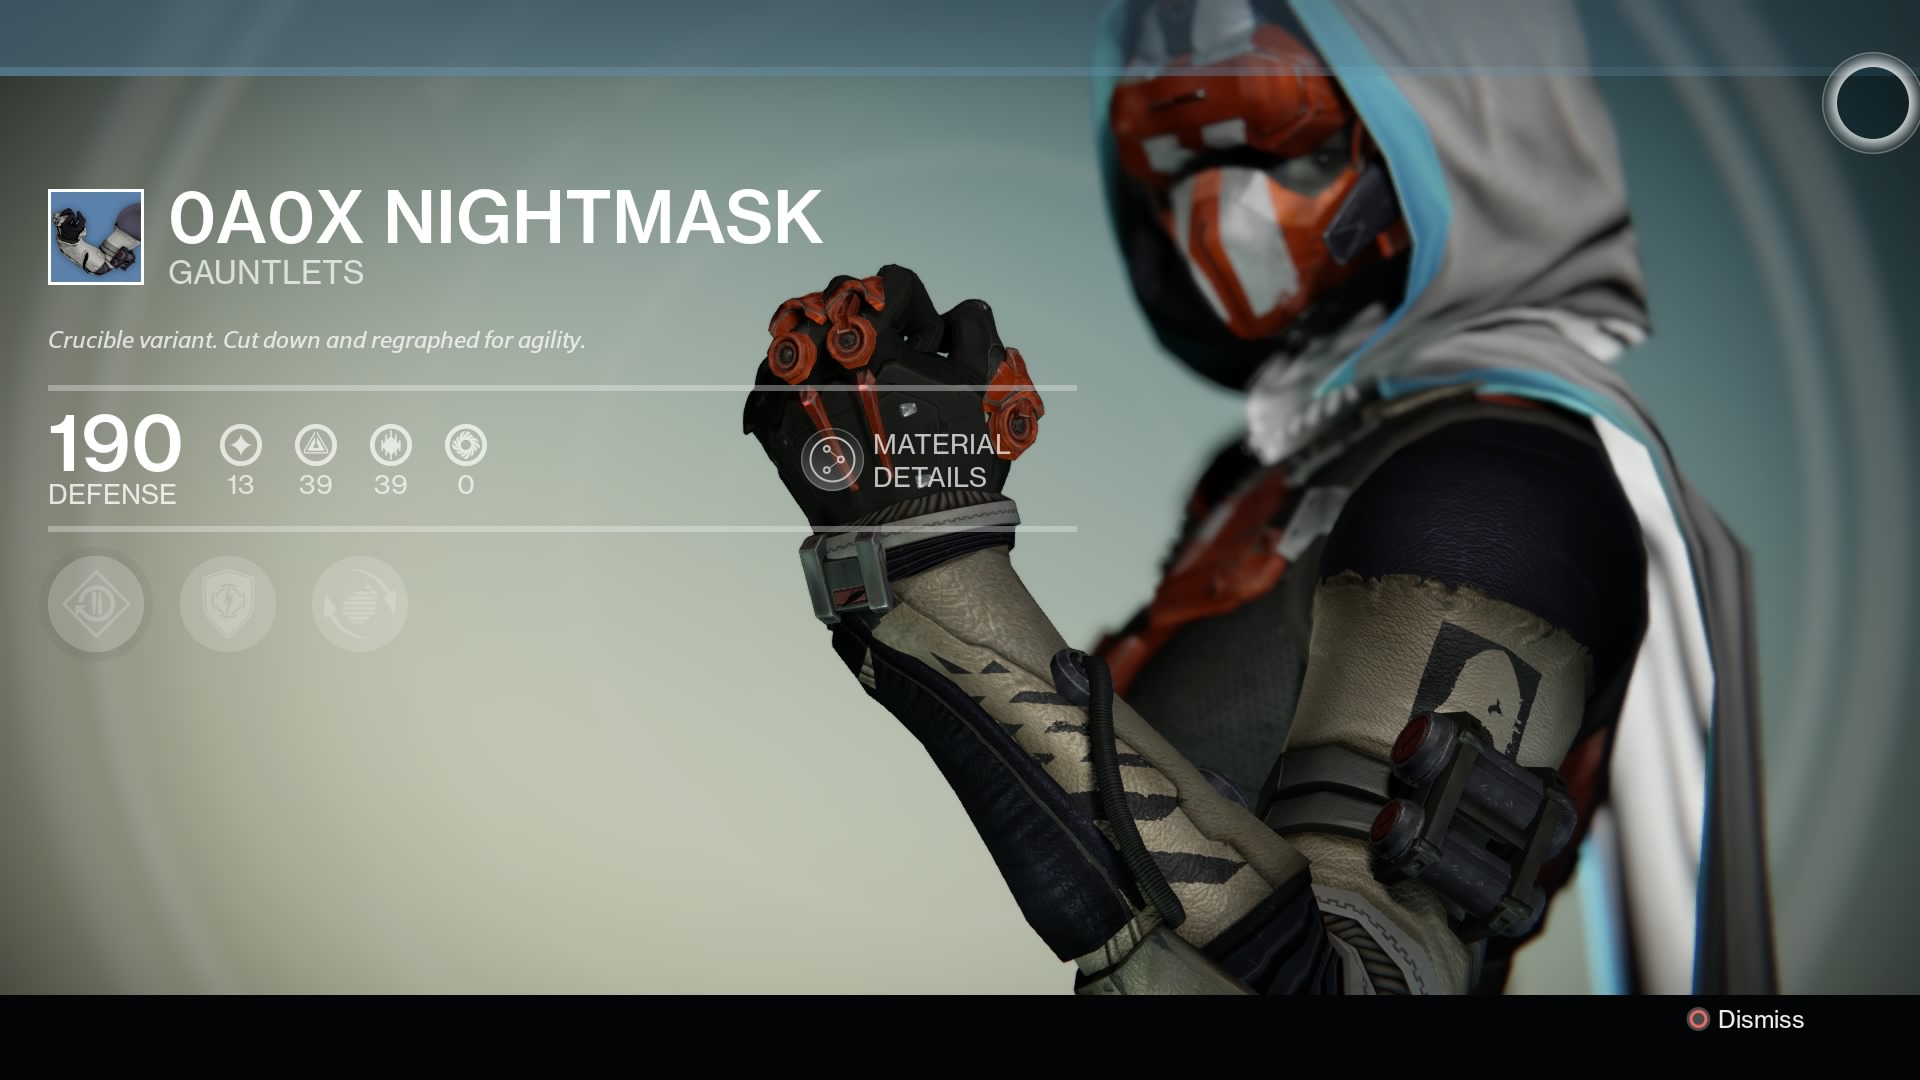 0A0X NIGHTMASK
GAUNTLETS
Crucible variant. Cut down and regraphed for agility.
190
DEFENSE
13
39
39
0
MATERIAL
DETAILS
Dismiss